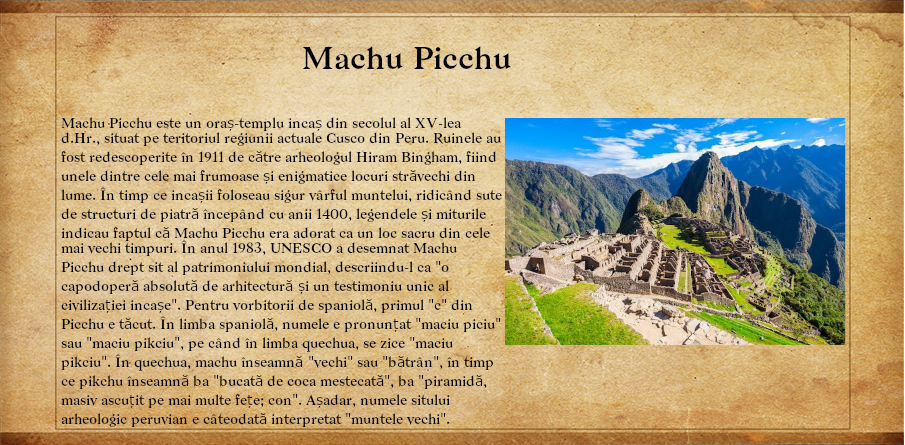 Machu Picchu
Machu Picchu este un oraș-templu incaș din secolul al XV-lea
d.Hr., situat pe teritoriul regiunii actuale Cusco din Peru. Ruinele au
fost redescoperite în 1911 de către arheologul Hiram Bingham, fiind
unele dintre cele mai frumoase și enigmatice locuri străvechi din
lume. În timp ce incașii foloseau sigur vârful muntelui, ridicând sute
de structuri de piatră începând cu anii 1400, legendele și miturile
indicau faptul că Machu Picchu era adorat ca un loc sacru din cele
mai vechi timpuri. În anul 1983, UNESCO a desemnat Machu
Picchu drept sit al patrimoniului mondial, descriindu-l ca "o
capodoperă absolută de arhitectură și un testimoniu unic al
civilizației incașe". Pentru vorbitorii de spaniolă, primul "c" din
Picchu e tăcut. În limba spaniolă, numele e pronunțat "maciu piciu"
sau "maciu pikciu", pe când în limba quechua, se zice "maciu
pikciu". În quechua, machu înseamnă "vechi" sau "bătrân", în timp
ce pikchu înseamnă ba "bucată de coca mestecată", ba "piramidă,
masiv ascuțit pe mai multe fețe; con". Așadar, numele sitului
arheologic peruvian e câteodată interpretat "muntele vechi".